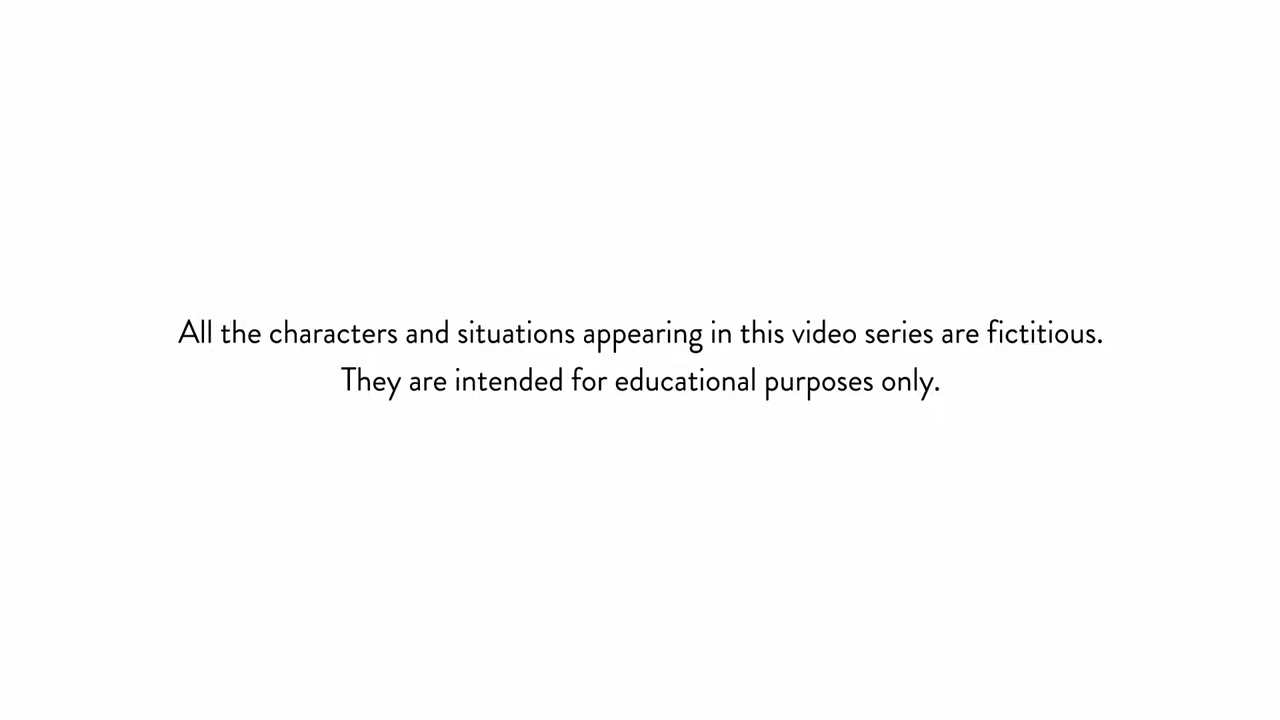 All the characters and situations appearing in this video series are fictitious.
They are intended for educational purposes only.